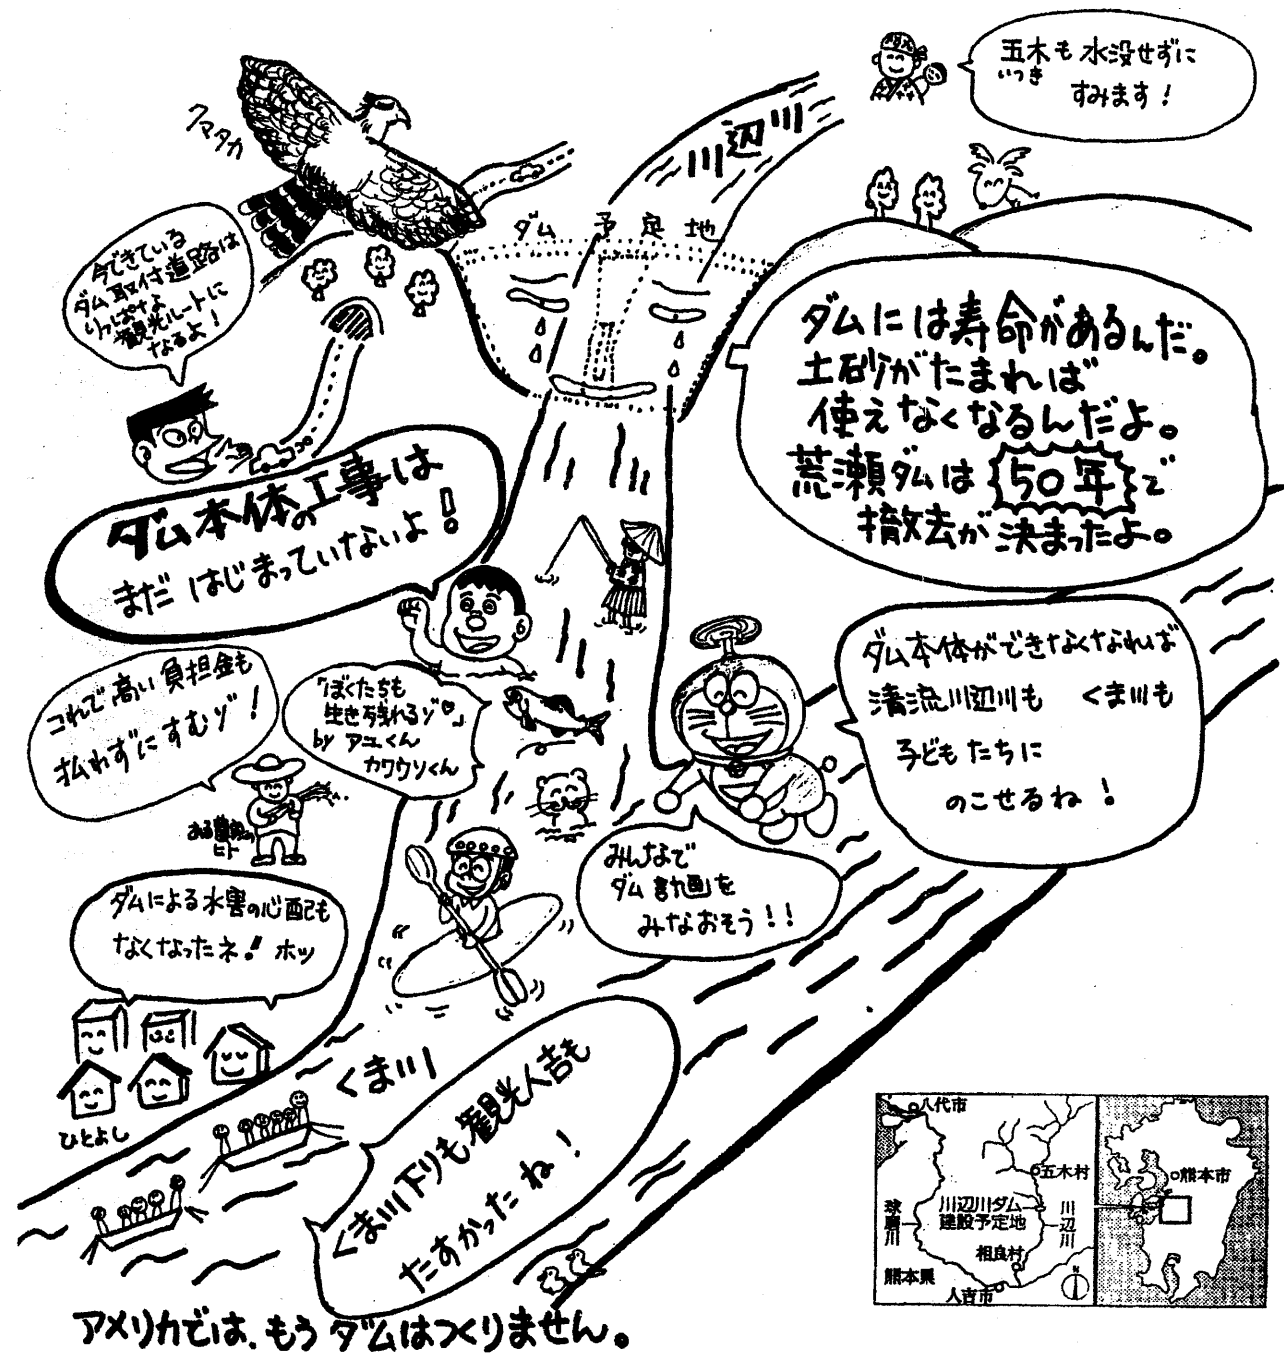 五木も水没せずに
いつき
すみます！
クマタカ
川辺川
ダム予定地
今できている
ダム取付道路は
りっぱけよ
観光ルートに
なるよ！
ダムには寿命があるんだ。
土砂がたまれば
使えなくなるんだよ。
荒瀬ダムは50年で
撤去が決まったよ。
ダム本体の工事は
まだはじまっていないよ！
ダム本体ができなくなれば
清流川辺川も くま川も
子どもたちに
のこせるね！
これで高い負担金も
払わずにすむゾ！
「ぼくたちも
生き残れるゾ♡」
by アユくん
カワウソくん
ある農家の
ヒト
みんなで
ダム計画を
みなおそう！！
ダムによる水害の心配も
なくなったネ！ホッ
ひとよし
くま川
くま川下りも観光人吉も
たすかったね！
八代市
五木村
川辺川ダム
建設予定地
球磨川
川辺川
相良村
熊本県
人吉市
N
熊本市
アメリカでは、もうダムはつくりません。